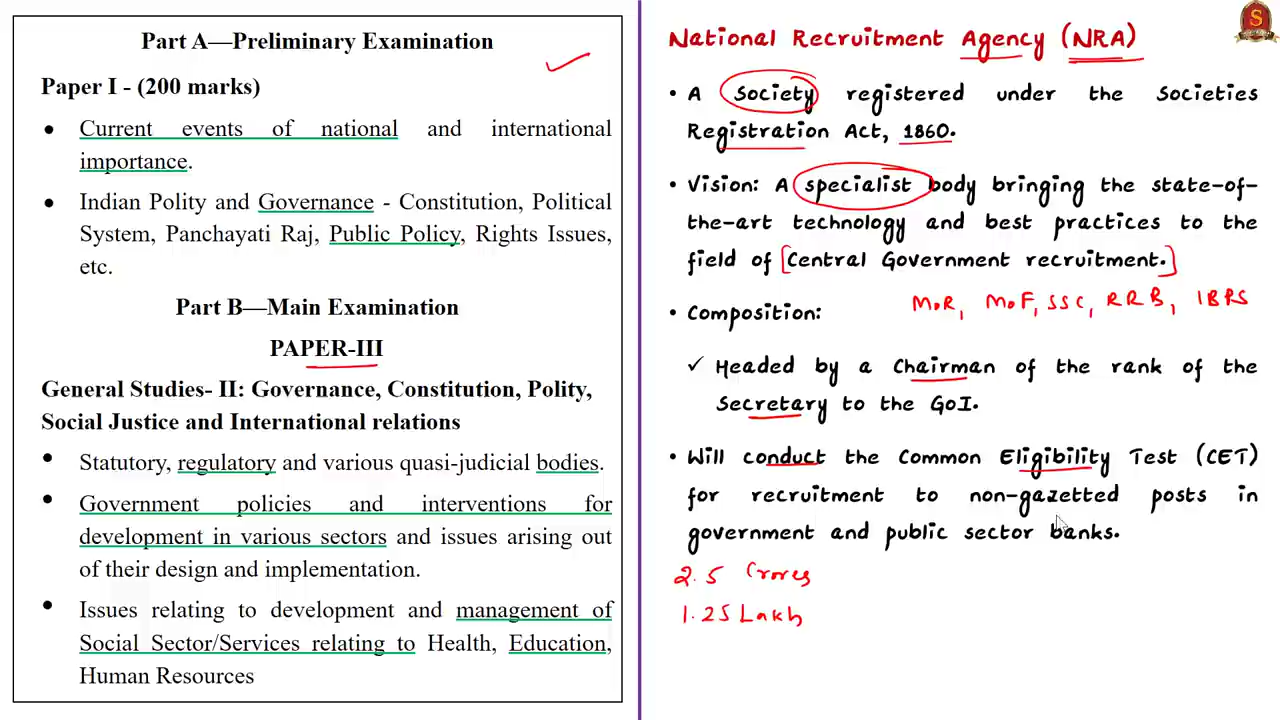 Part A—Preliminary Examination
Paper I - (200 marks)
• Current events of national and international
importance.
• Indian Polity and Governance - Constitution, Political
System, Panchayati Raj, Public Policy, Rights Issues,
etc.
Part B—Main Examination
PAPER-III
General Studies- II: Governance, Constitution, Polity,
Social Justice and International relations
• Statutory, regulatory and various quasi-judicial bodies.
• Government policies and interventions for
development in various sectors and issues arising out
of their design and implementation.
• Issues relating to development and management of
Social Sector/Services relating to Health, Education,
Human Resources
National Recruitment Agency (NRA)
• A Society registered under the Societies
Registration Act, 1860.
• Vision: A specialist body bringing the state-of-
the-art technology and best practices to the
field of [Central Government recruitment.]
MoR, MoF, SSC, RRB, IBPS
• Composition:
✓ Headed by a Chairman of the rank of the
Secretary to the GoI.
• Will conduct the Common Eligibility Test (CET)
for recruitment to non-gazetted posts in
government and public sector banks.
2.5 Crores
1.25 Lakh
S